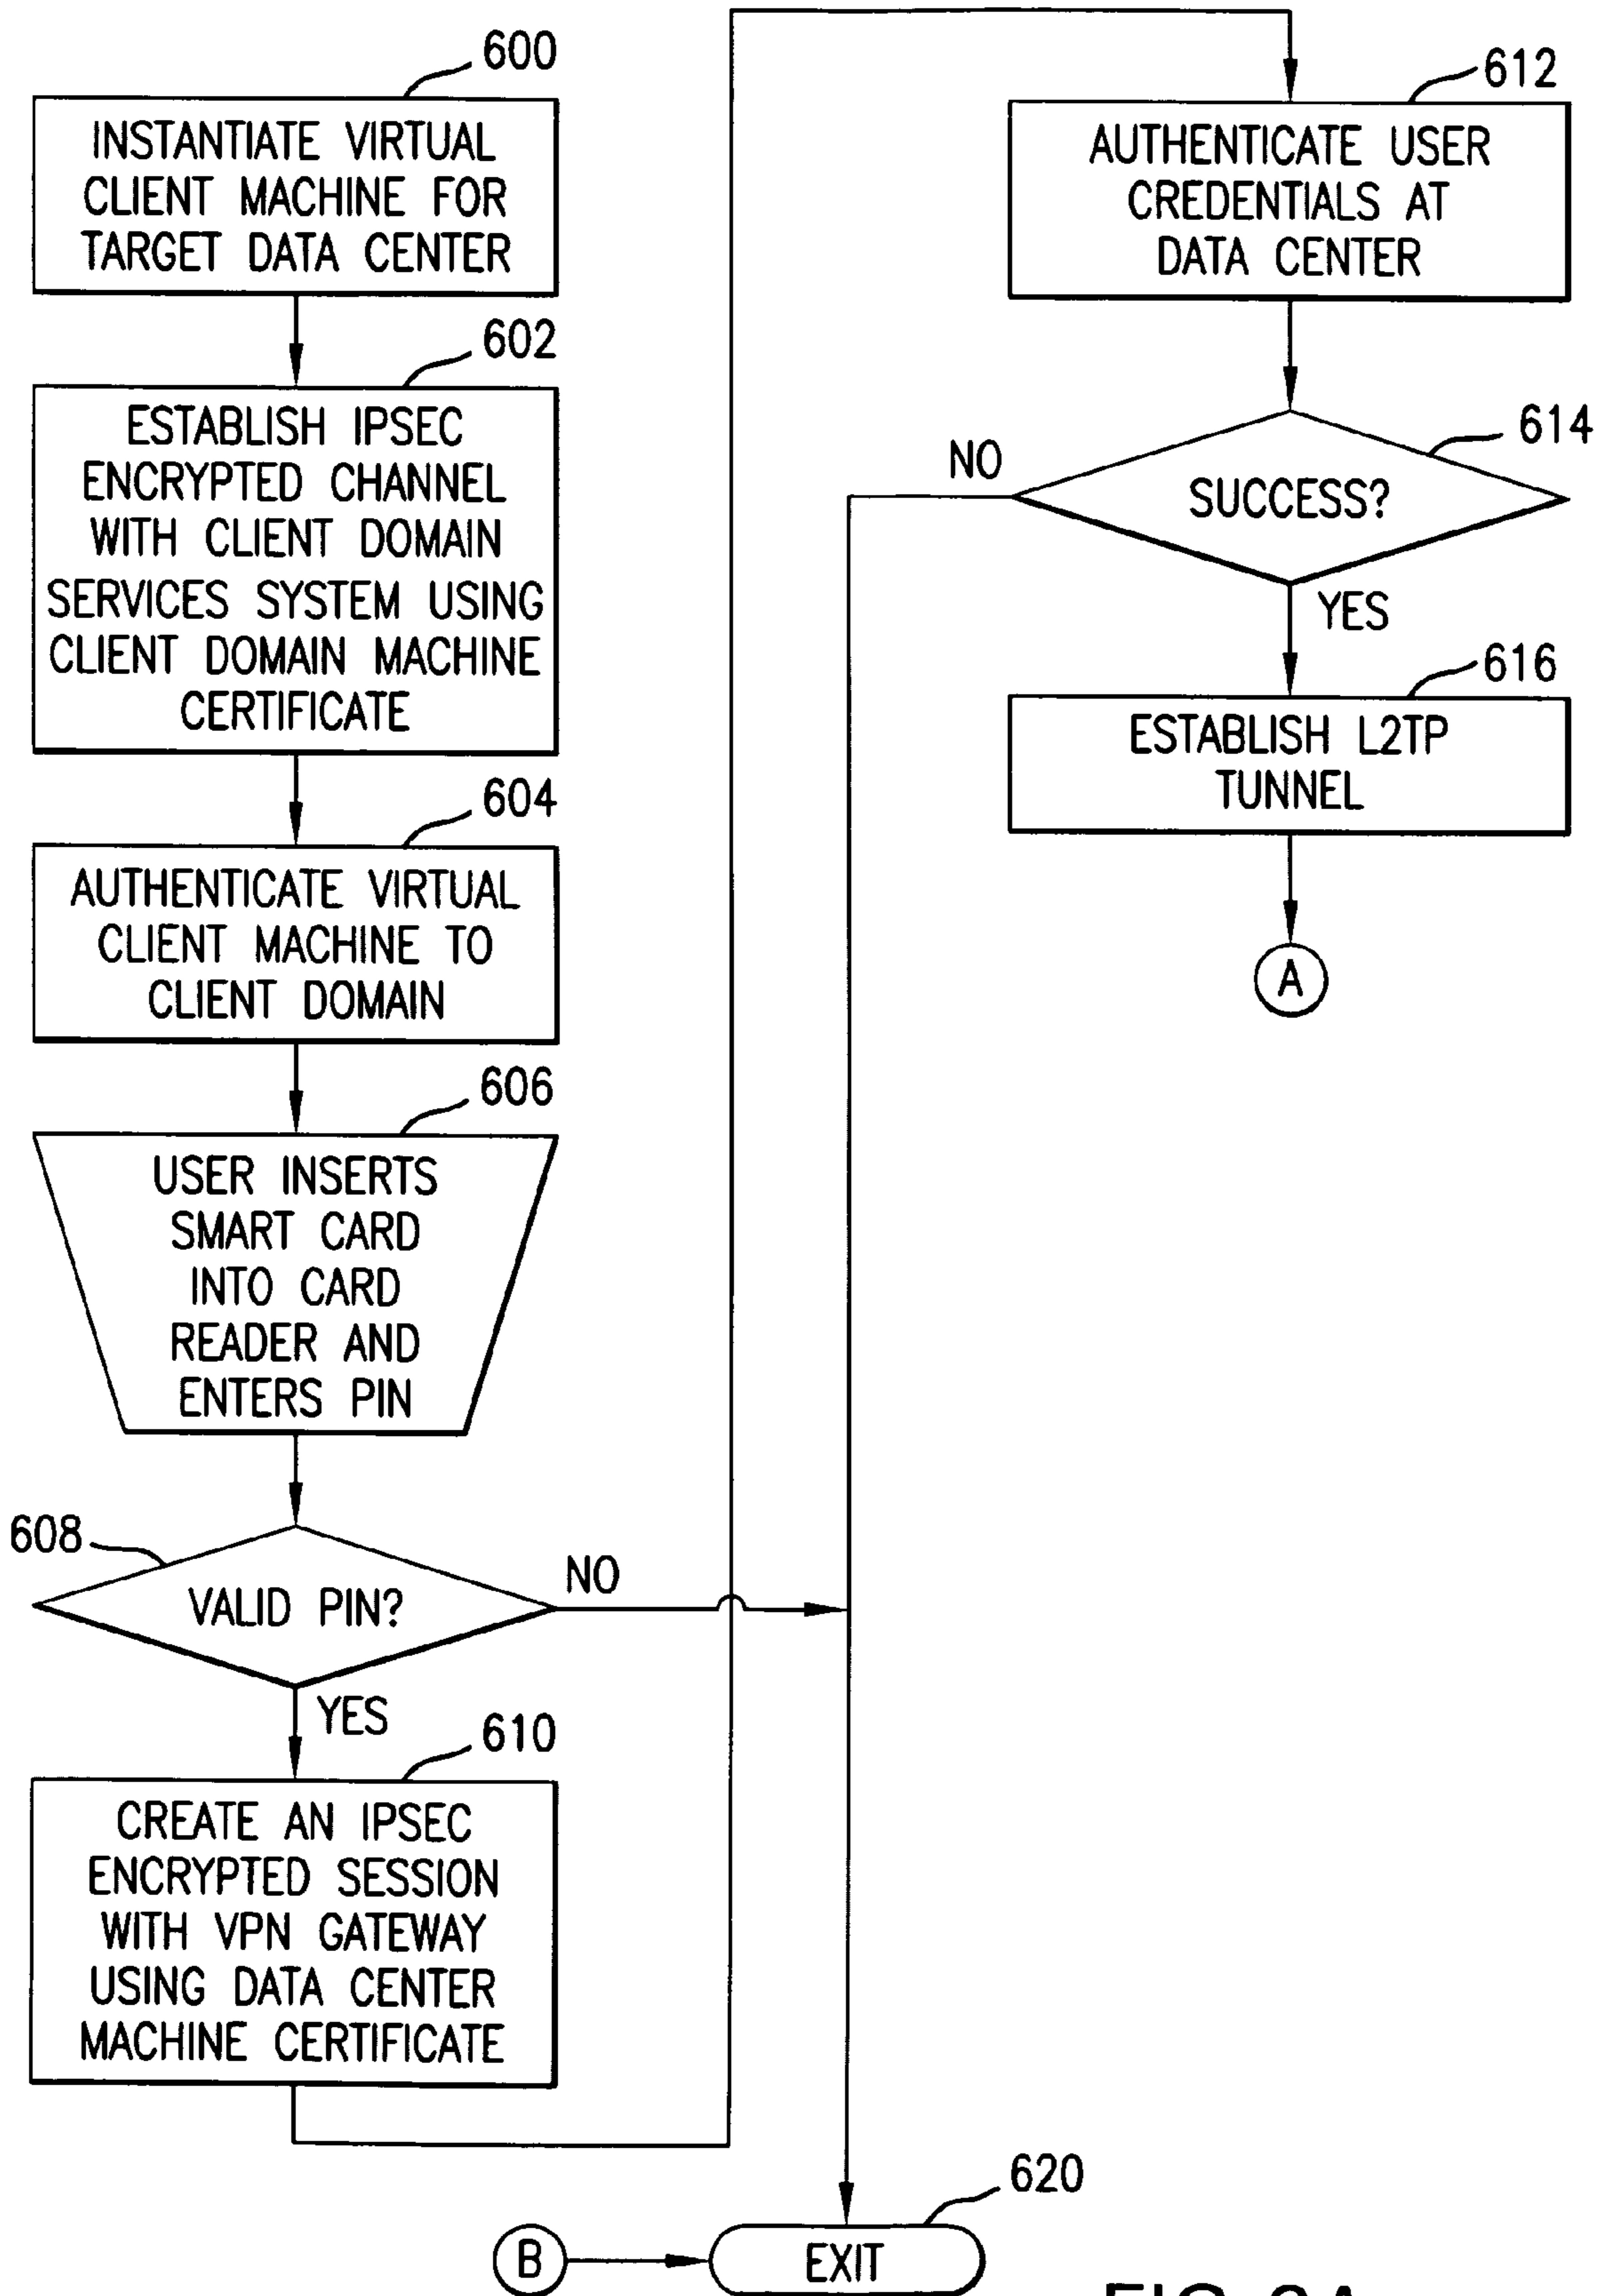 600
INSTANTIATE VIRTUAL
CLIENT MACHINE FOR
TARGET DATA CENTER
602
ESTABLISH IPSEC
ENCRYPTED CHANNEL
WITH CLIENT DOMAIN
SERVICES SYSTEM USING
CLIENT DOMAIN MACHINE
CERTIFICATE
604
AUTHENTICATE VIRTUAL
CLIENT MACHINE TO
CLIENT DOMAIN
606
USER INSERTS
SMART CARD
INTO CARD
READER AND
ENTERS PIN
608
VALID PIN?
NO
YES
610
CREATE AN IPSEC
ENCRYPTED SESSION
WITH VPN GATEWAY
USING DATA CENTER
MACHINE CERTIFICATE
612
AUTHENTICATE USER
CREDENTIALS AT
DATA CENTER
614
NO
SUCCESS?
YES
616
ESTABLISH L2TP
TUNNEL
A
620
B
EXIT